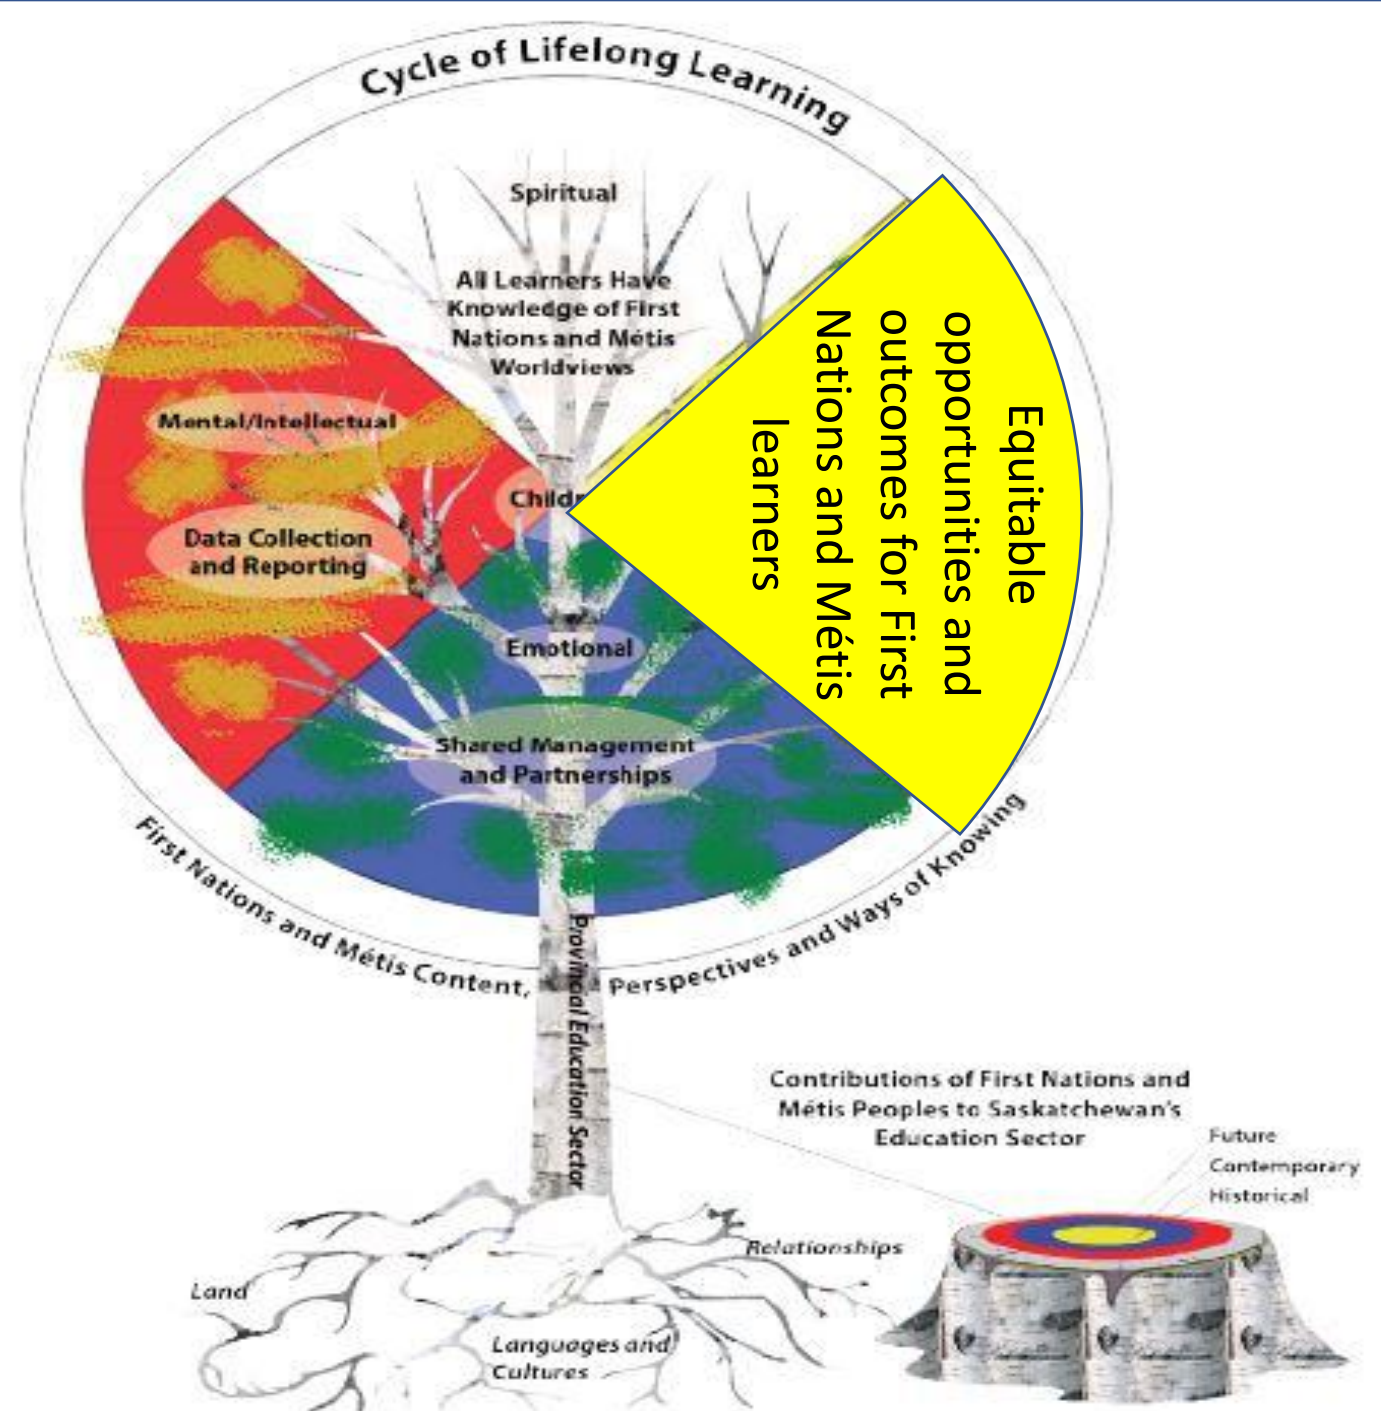 Cycle of Lifelong Learning
Spiritual
All Learners Have
Knowledge of First
Nations and Métis
Worldviews
Equitable
opportunities and
outcomes for First
Nations and Métis
learners
Mental/Intellectual
Data Collection
and Reporting
Emotional
Shared Management
and Partnerships
First Nations and Métis Content, Perspectives and Ways of Knowing
Provincial Education Sector
Contributions of First Nations and
Métis Peoples to Saskatchewan's
Education Sector
Future
Contemporary
Historical
Relationships
Land
Languages and
Cultures